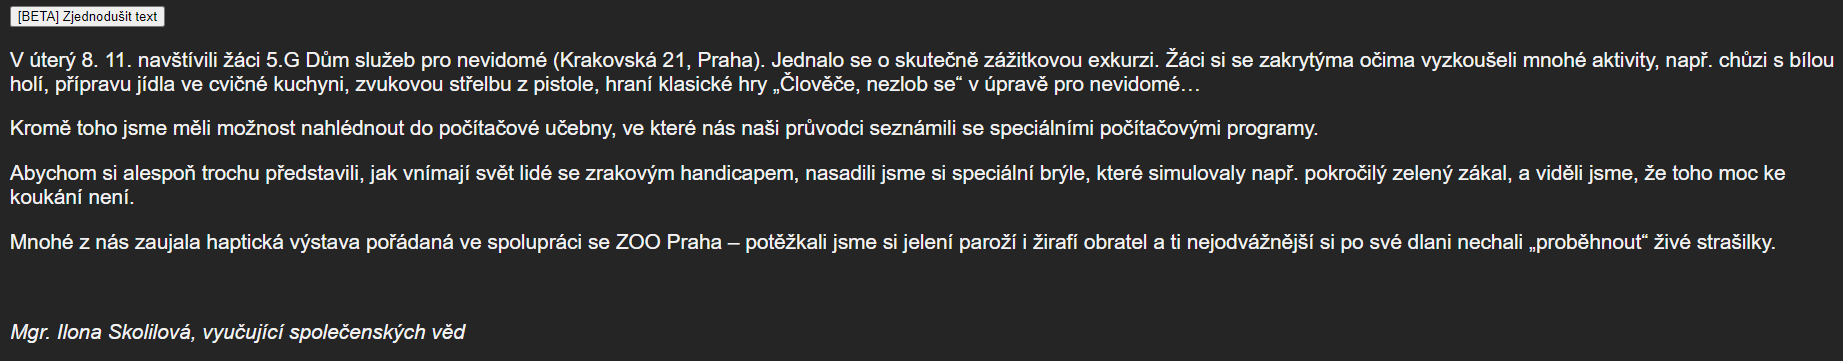 [BETA] Zjednodušit text
V úterý 8. 11. navštívili žáci 5.G Dům služeb pro nevidomé (Krakovská 21, Praha). Jednalo se o skutečně zážitkovou exkurzi. Žáci si se zakrytýma očima vyzkoušeli mnohé aktivity, např. chůzi s bílou
holí, přípravu jídla ve cvičné kuchyni, zvukovou střelbu z pistole, hraní klasické hry „Člověče, nezlob se“ v úpravě pro nevidomé…
Kromě toho jsme měli možnost nahlédnout do počítačové učebny, ve které nás naši průvodci seznámili se speciálními počítačovými programy.
Abychom si alespoň trochu představili, jak vnímají svět lidé se zrakovým handicapem, nasadili jsme si speciální brýle, které simulovaly např. pokročilý zelený zákal, a viděli jsme, že toho moc ke
koukání není.
Mnohé z nás zaujala haptická výstava pořádaná ve spolupráci se ZOO Praha – potěžkali jsme si jelení paroží i žirafí obratel a ti nejodvážnější si po své dlani nechali „proběhnout“ živé strašilky.
Mgr. Ilona Skolilová, vyučující společenských věd